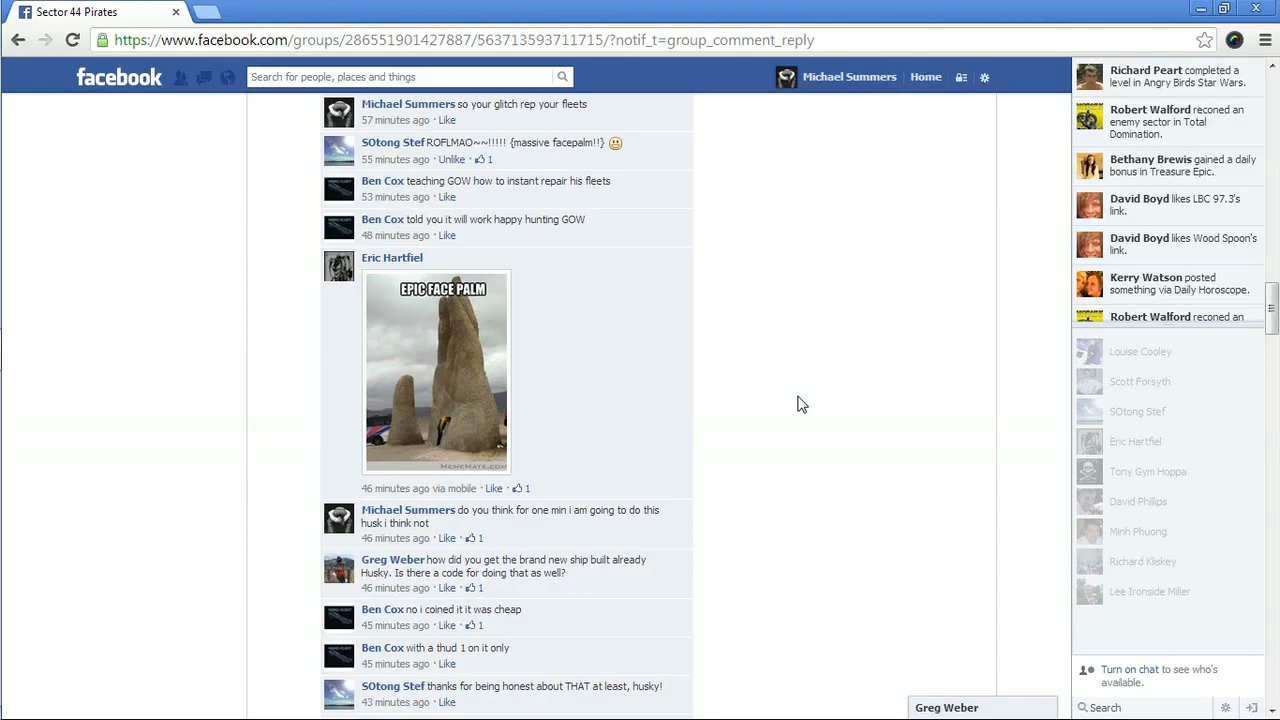 Sector 44 Pirates
https://www.facebook.com/groups/286551901427887/563713593711715/?notif_t=group_comment_reply
facebook
Search for people, places and things
Michael Summers
Home
Michael Summers so your glitch rep your fleets
57 minutes ago · Like
SOtong Stef ROFLMAO~~!!!!! {massive facepalm!!}
55 minutes ago · Unlike · 1
Ben Cox teaching GOW how to instant repair his fleets
53 minutes ago · Like
Ben Cox told you it will work happy hunting GOW
48 minutes ago · Like
Eric Hartfiel
EPIC FACE PALM
MEMEMATE.COM
46 minutes ago via mobile · Like · 1
Michael Summers do you think for one min i am going to do this
husk i think not
46 minutes ago · Like · 1
Greg Weber how did you get the brand new ship built already
Husky. Is there a code for doing that as well?
46 minutes ago · Like · 1
Ben Cox no i coined it it was cheap
45 minutes ago · Like · 1
Ben Cox with a thud 1 on it only
45 minutes ago · Like
SOtong Stef thanks for being honest about THAT at least, husky!
43 minutes ago · Like
Richard Peart completed a
level in Angry Birds Star Wars.
Robert Walford reconed an
enemy sector in Total
Domination.
Bethany Brewis gained a daily
bonus in Treasure Epic.
David Boyd likes
link.
David Boyd likes Wood Spoon's
link.
Kerry Watson posted
something via Daily Horoscope.
Robert Walford reconed an
Louise Cooley
Scott Forsyth
SOtong Stef
Eric Hartfiel
Tony Gym Hoppa
David Phillips
Minh Phuong
Richard Kliskey
Lee Ironside Miller
Turn on chat to see who's
available.
Search
Greg Weber